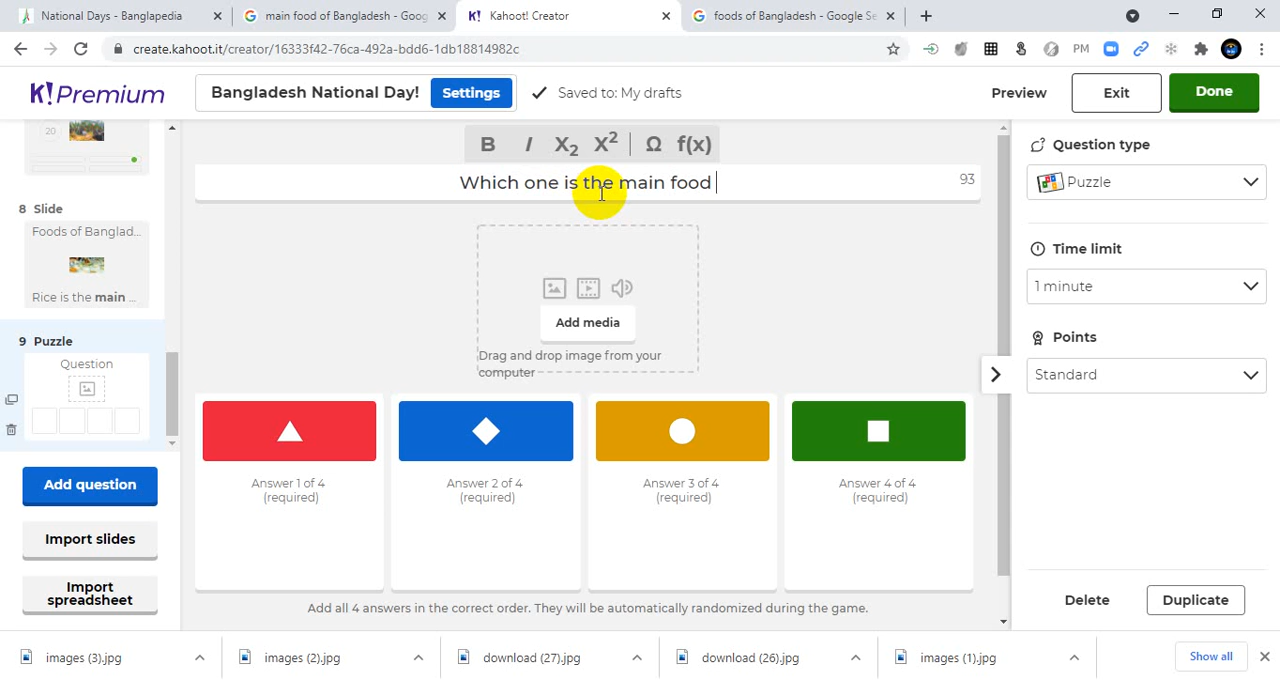 National Days - Banglapedia
main food of Bangladesh - Goog
Kahoot! Creator
foods of Bangladesh - Google Se
create.kahoot.it/creator/16333f42-76ca-492a-bdd6-1db18814982c
PM
K!Premium
Bangladesh National Day!
Settings
Saved to: My drafts
Preview
Exit
Done
B I X2 X2 Ω f(x)
Which one is the main food
93
20
8 Slide
Foods of Banglad...
Rice is the main ...
9 Puzzle
Question
Add question
Import slides
Import
spreadsheet
Add media
Drag and drop image from your
computer
Answer 1 of 4
(required)
Answer 2 of 4
(required)
Answer 3 of 4
(required)
Answer 4 of 4
(required)
Add all 4 answers in the correct order. They will be automatically randomized during the game.
Question type
Puzzle
Time limit
1 minute
Points
Standard
Delete
Duplicate
images (3).jpg
images (2).jpg
download (27).jpg
download (26).jpg
images (1).jpg
Show all